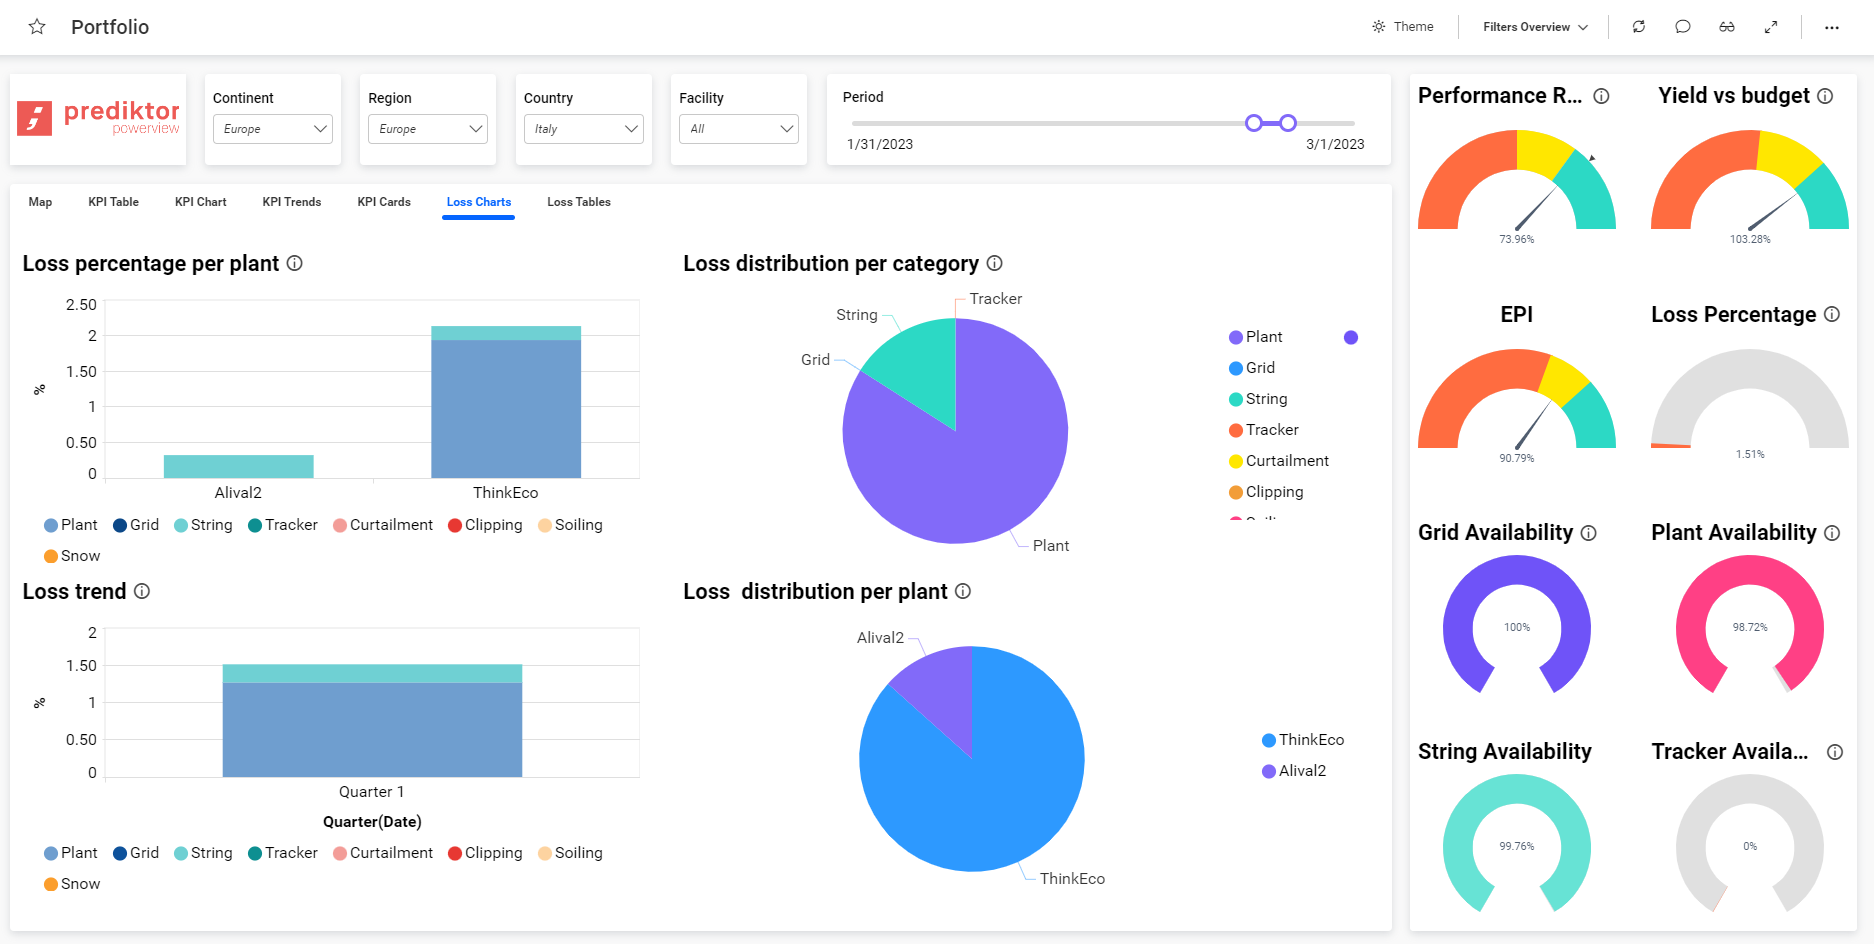 Portfolio
Theme
Filters Overview
prediktor
powerview
Continent
Europe
Region
Europe
Country
Italy
Facility
All
Period
1/31/2023
3/1/2023
Map
KPI Table
KPI Chart
KPI Trends
KPI Cards
Loss Charts
Loss Tables
Loss percentage per plant
2.50
2
1.50
1
0.50
0
%
Alival2
ThinkEco
Plant
Grid
String
Tracker
Curtailment
Clipping
Soiling
Snow
Loss distribution per category
Tracker
String
Grid
Plant
Plant
Grid
String
Tracker
Curtailment
Clipping
Loss trend
2
1.50
1
0.50
0
%
Quarter 1
Quarter(Date)
Plant
Grid
String
Tracker
Curtailment
Clipping
Soiling
Snow
Loss distribution per plant
Alival2
ThinkEco
ThinkEco
Alival2
Performance R...
73.96%
Yield vs budget
103.28%
EPI
90.79%
Loss Percentage
1.51%
Grid Availability
100%
Plant Availability
98.72%
String Availability
99.76%
Tracker Availa...
0%